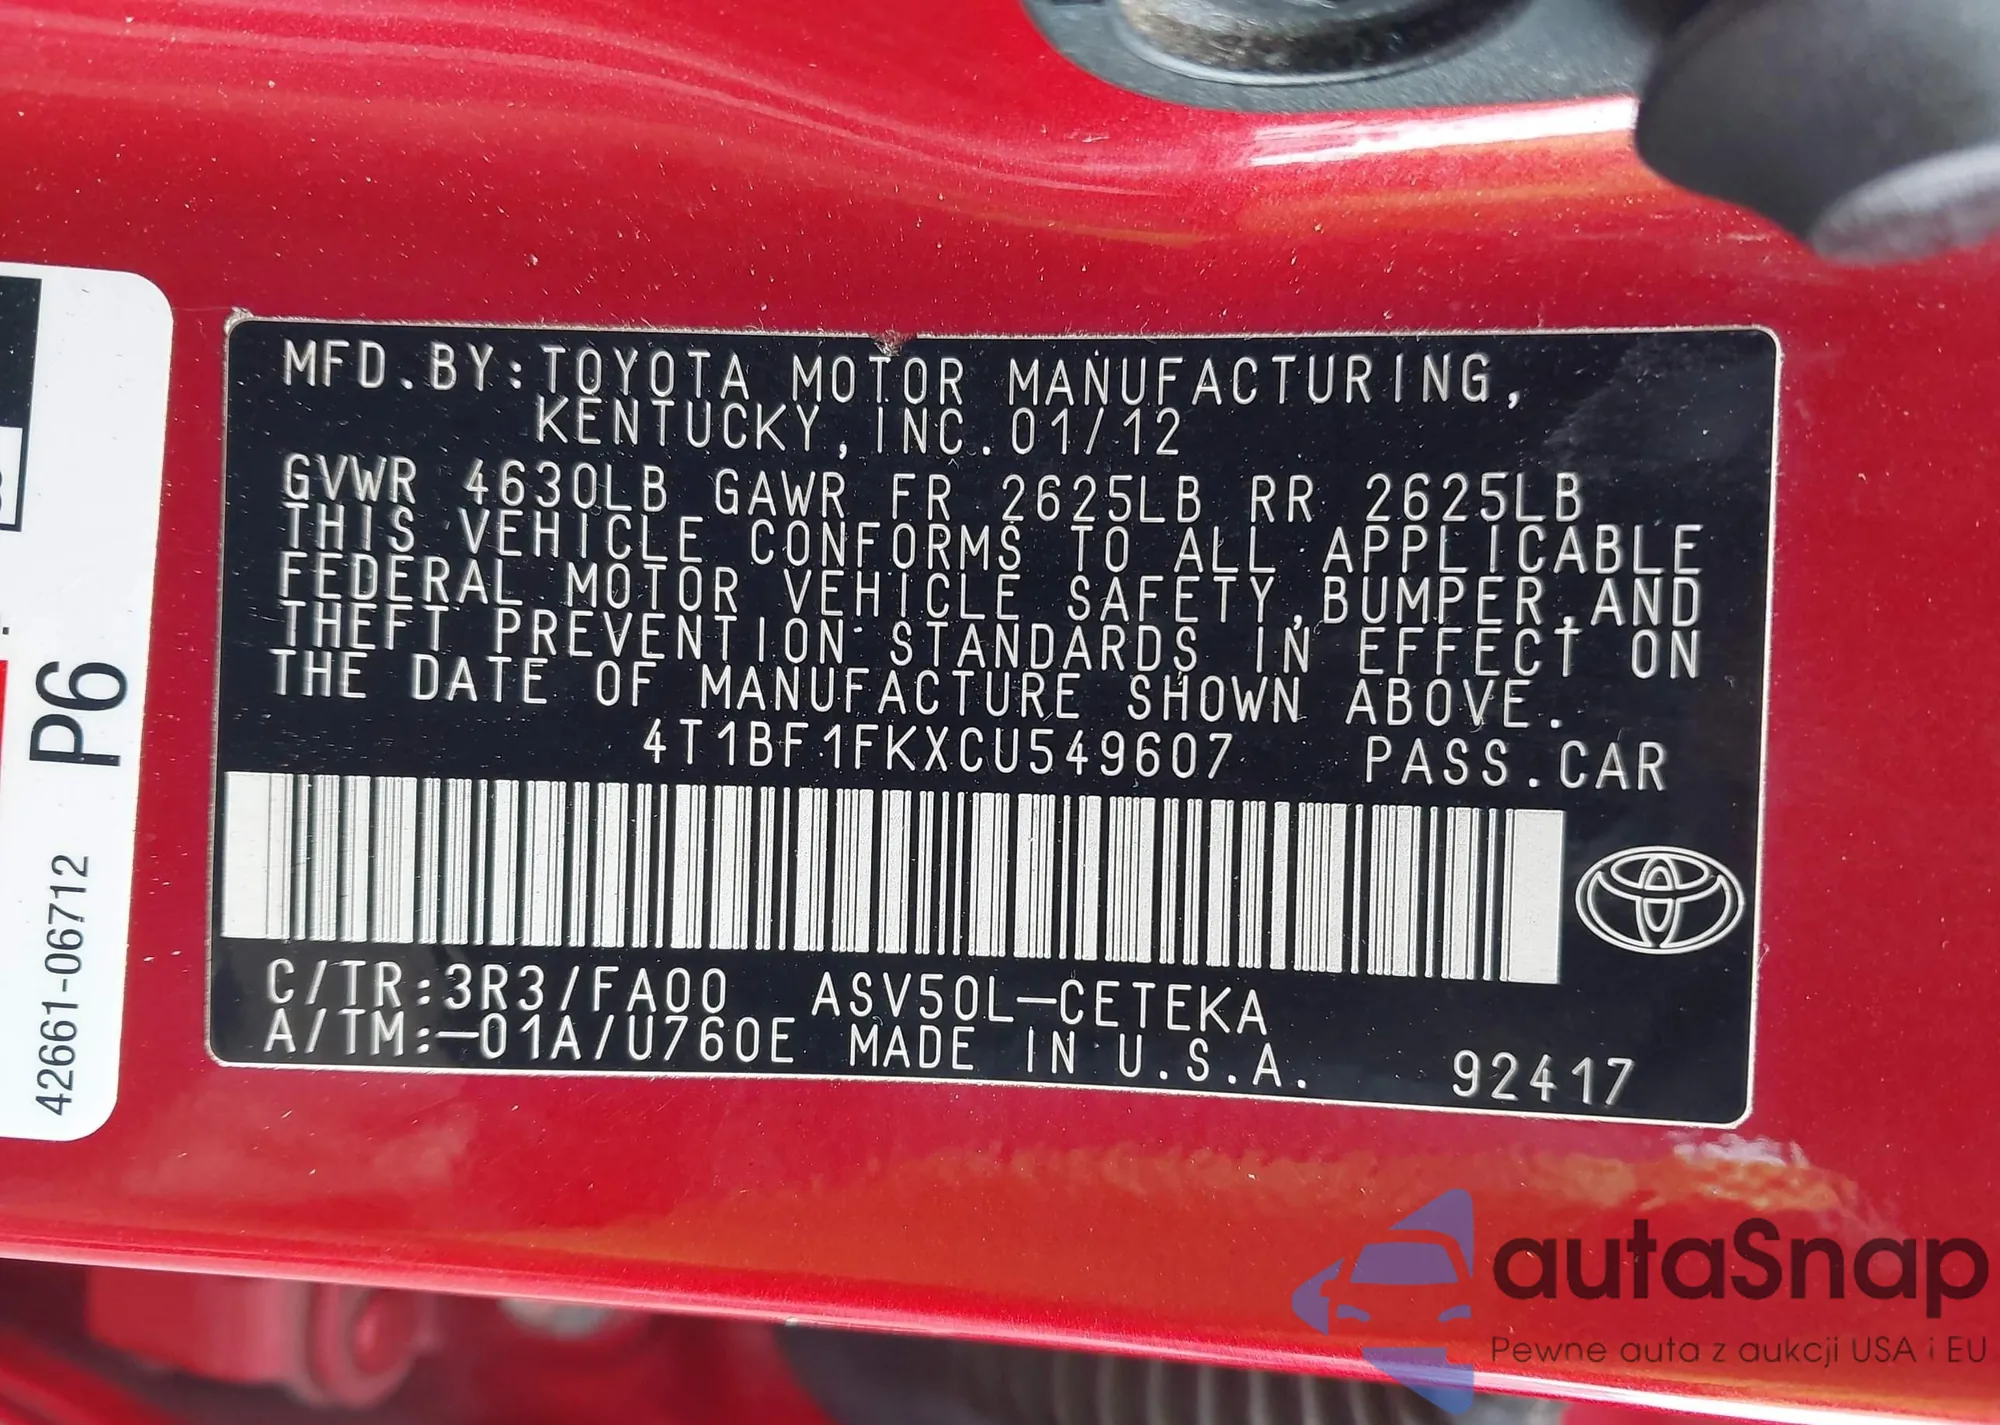 MFD.BY:TOYOTA MOTOR MANUFACTURING,
KENTUCKY,INC.01/12
GVWR 4630LB GAWR FR 2625LB RR 2625LB
THIS VEHICLE CONFORMS TO ALL APPLICABLE
FEDERAL MOTOR VEHICLE SAFETY,BUMPER,AND
THEFT PREVENTION STANDARDS IN EFFECT ON
THE DATE OF MANUFACTURE SHOWN ABOVE.
4T1BF1FKXCU549607 PASS.CAR
C/TR:3R3/FA00 ASV50L-CETEKA
A/TM:-01A/U760E MADE IN U.S.A. 92417
P6
42661-06712
autaSnap
Pewne auta z aukcji USA i EU